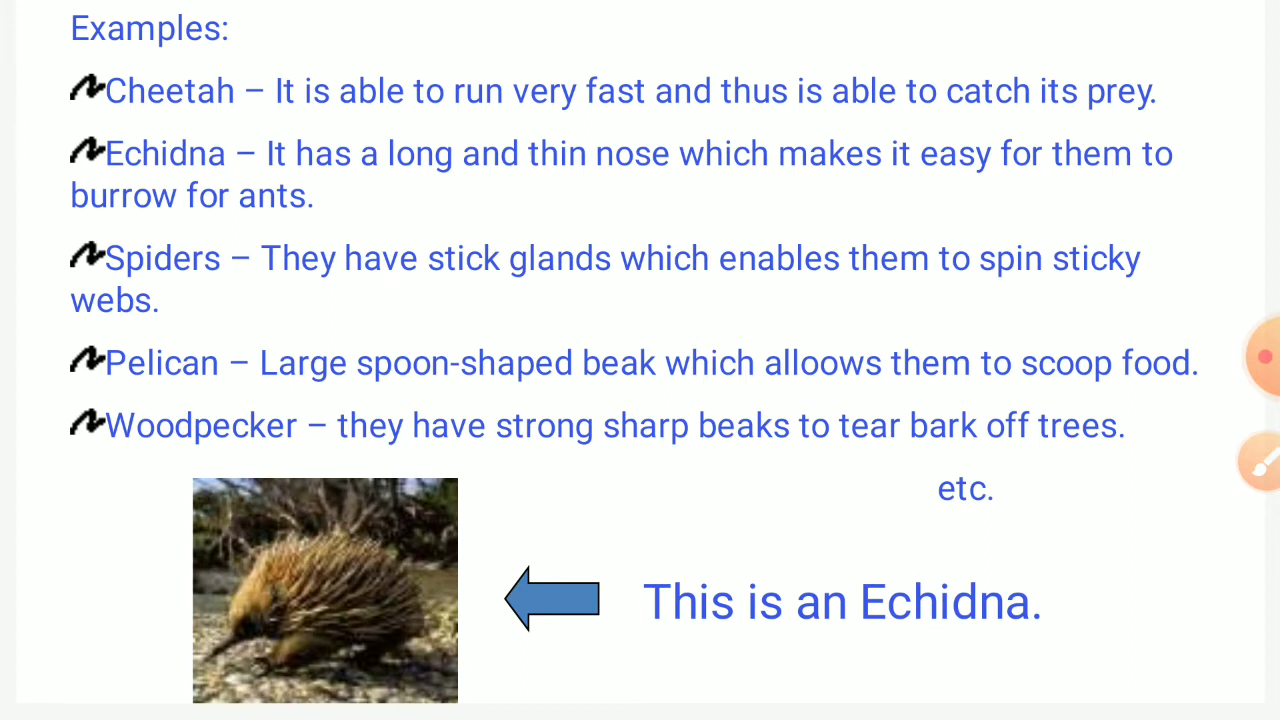 Examples:
Cheetah – It is able to run very fast and thus is able to catch its prey.
Echidna – It has a long and thin nose which makes it easy for them to
burrow for ants.
Spiders – They have stick glands which enables them to spin sticky
webs.
Pelican – Large spoon-shaped beak which alloows them to scoop food.
Woodpecker – they have strong sharp beaks to tear bark off trees.
etc.
This is an Echidna.